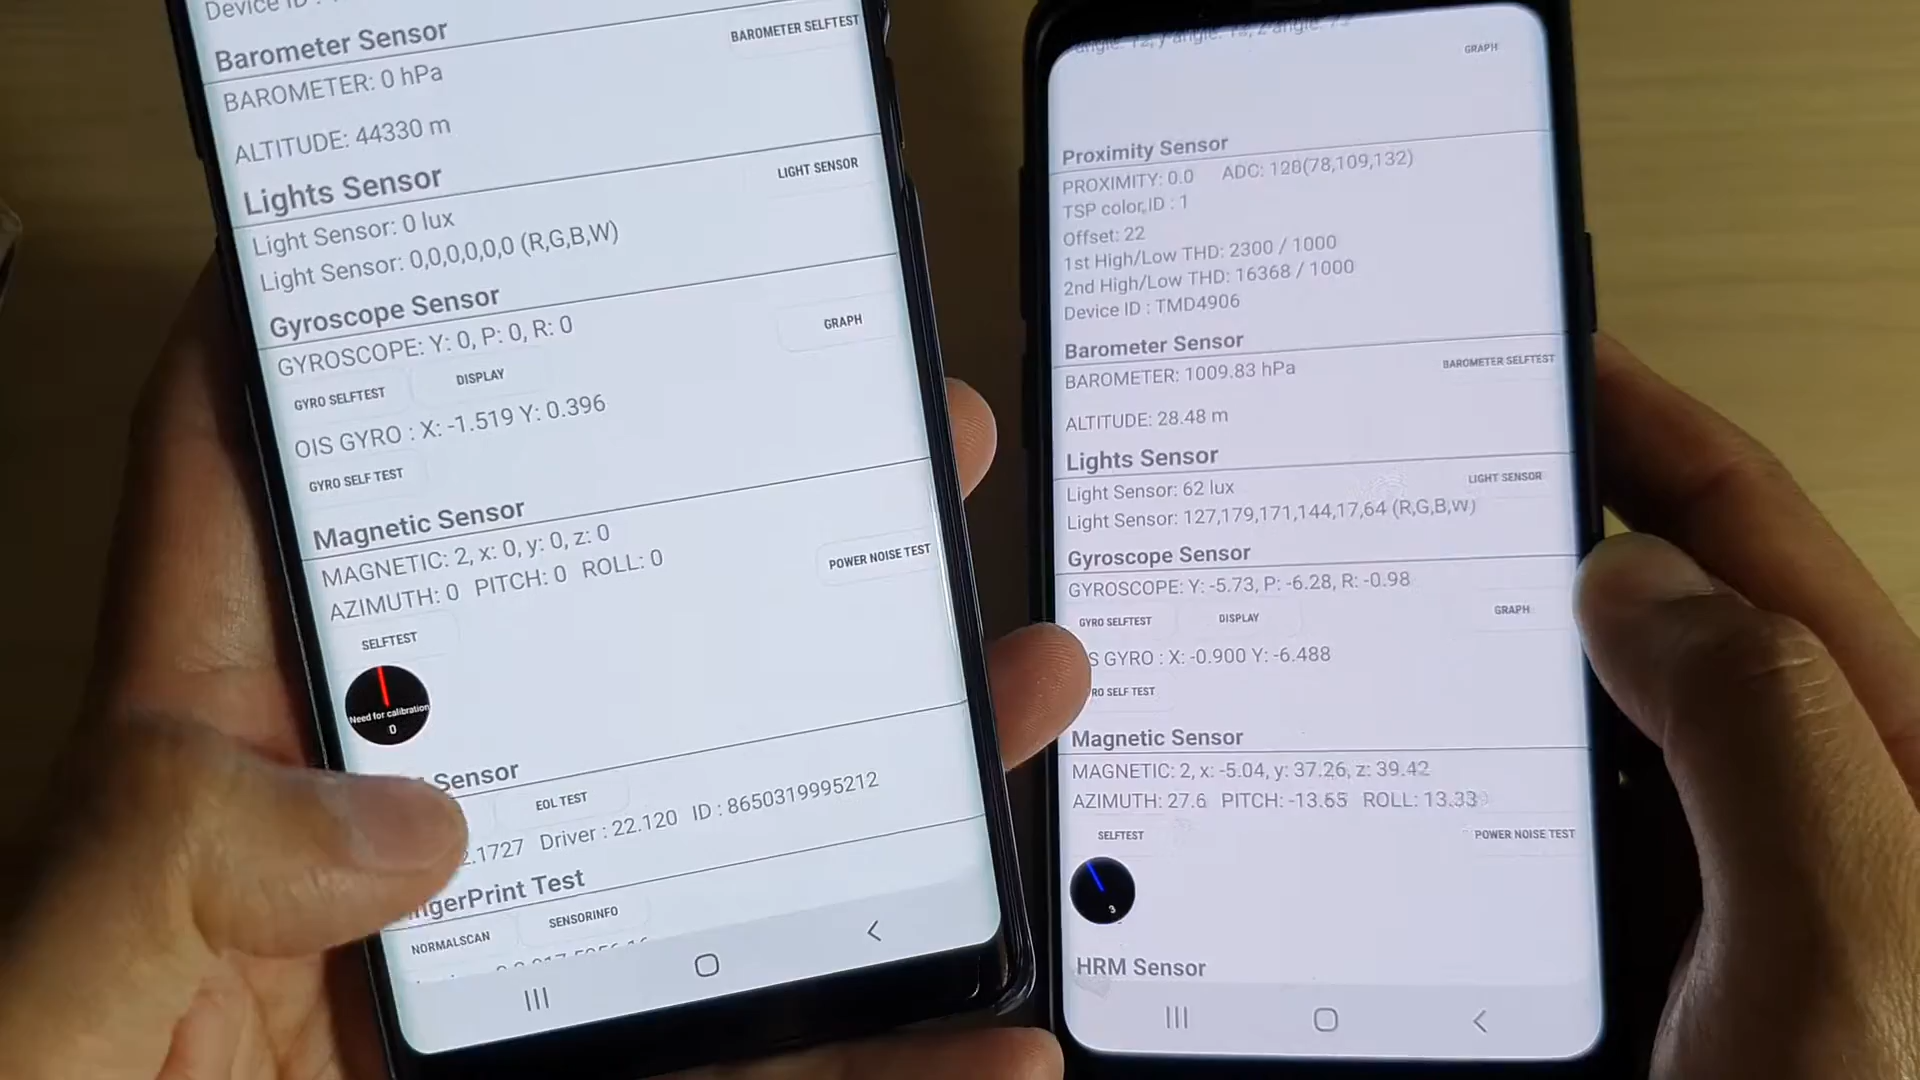 Device ID :
Barometer Sensor
BAROMETER SELFTEST
BAROMETER: 0 hPa
ALTITUDE: 44330 m
Lights Sensor
LIGHT SENSOR
Light Sensor: 0 lux
Light Sensor: 0,0,0,0,0,0 (R,G,B,W)
Gyroscope Sensor
GYROSCOPE: Y: 0, P: 0, R: 0
GRAPH
GYRO SELFTEST
DISPLAY
OIS GYRO : X: -1.519 Y: 0.396
GYRO SELF TEST
Magnetic Sensor
MAGNETIC: 2, x: 0, y: 0, z: 0
POWER NOISE TEST
AZIMUTH: 0 PITCH: 0 ROLL: 0
SELFTEST
Need for calibration
0
Sensor
EOL TEST
2.1727 Driver : 22.120 ID : 8650319995212
ngerPrint Test
NORMALSCAN
SENSORINFO
GRAPH
Proximity Sensor
PROXIMITY: 0.0 ADC: 128(78,109,132)
TSP color,ID : 1
Offset: 22
1st High/Low THD: 2300 / 1000
2nd High/Low THD: 16368 / 1000
Device ID : TMD4906
Barometer Sensor
BAROMETER SELFTEST
BAROMETER: 1009.83 hPa
ALTITUDE: 28.48 m
Lights Sensor
LIGHT SENSOR
Light Sensor: 62 lux
Light Sensor: 127,179,171,144,17,64 (R,G,B,W)
Gyroscope Sensor
GYROSCOPE: Y: -5.73, P: -6.28, R: -0.98
GRAPH
GYRO SELFTEST
DISPLAY
S GYRO : X: -0.900 Y: -6.488
RO SELF TEST
Magnetic Sensor
MAGNETIC: 2, x: -5.04, y: 37.26, z: 39.42
AZIMUTH: 27.6 PITCH: -13.65 ROLL: 13.33
SELFTEST
POWER NOISE TEST
3
HRM Sensor